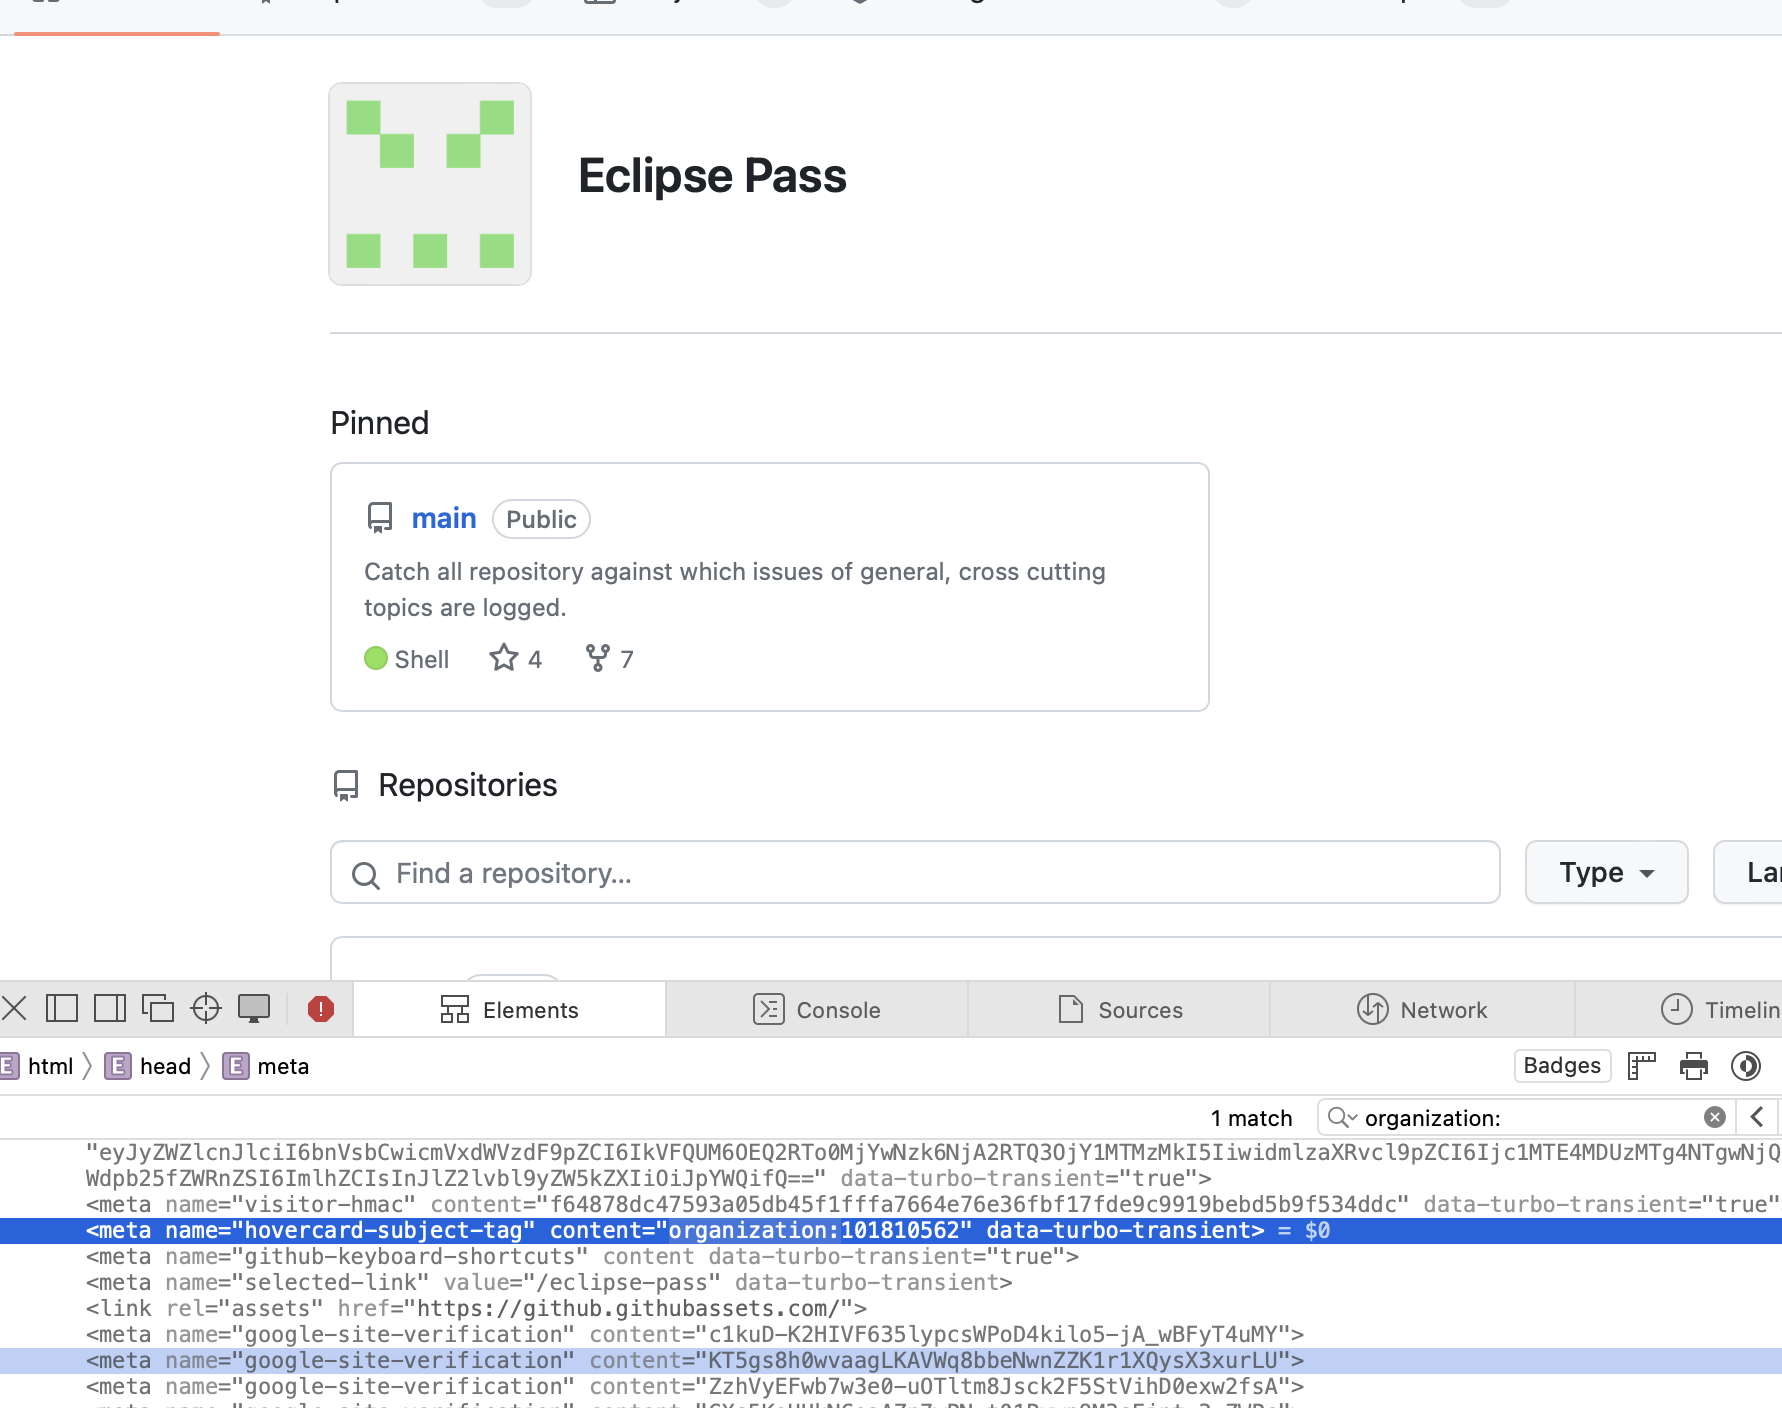 Eclipse Pass
Pinned
main Public
Catch all repository against which issues of general, cross cutting
topics are logged.
Shell 4 7
Repositories
Find a repository... Type
Elements Console Sources Network Timelin
E html E head E meta Badges
1 match organization:
"eyJyZWZlcnJlciI6bnVsbCwicmVxdWVzdF9pZCI6IkVFQUM6OEQ2RTo0MjYwNzk6NjA2RTQ3OjY1MTMzMkI5IiwidmlzaXRvcl9pZCI6Ijc1MTE4MDUzMTg4NTgwNjQ
Wdpb25fZWRnZSI6ImlhZCIsInJlZ2lvbl9yZW5kZXIiOiJpYWQifQ==" data-turbo-transient="true">
<meta name="visitor-hmac" content="f64878dc47593a05db45f1fffa7664e76e36fbf17fde9c9919bebd5b9f534ddc" data-turbo-transient="true"
<meta name="hovercard-subject-tag" content="organization:101810562" data-turbo-transient> = $0
<meta name="github-keyboard-shortcuts" content data-turbo-transient="true">
<meta name="selected-link" value="/eclipse-pass" data-turbo-transient>
<link rel="assets" href="https://github.githubassets.com/">
<meta name="google-site-verification" content="c1kuD-K2HIVF635lypcsWPoD4kilo5-jA_wBFyT4uMY">
<meta name="google-site-verification" content="KT5gs8h0wvaagLKAVWq8bbeNwnZZK1r1XQysX3xurLU">
<meta name="google-site-verification" content="ZzhVyEFwb7w3e0-uOTltm8Jsck2F5StVihD0exw2fsA">